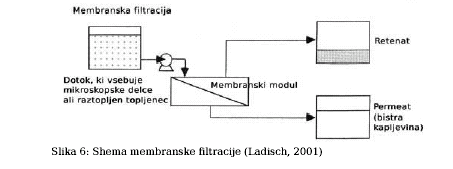 Membranska filtracija
Retenat
Dotok, ki vsebuje
mikroskopske delce
ali raztopljen topljenec
Membranski modul
Permeat
(bistra
kapljevina)
Slika 6: Shema membranske filtracije (Ladisch, 2001)